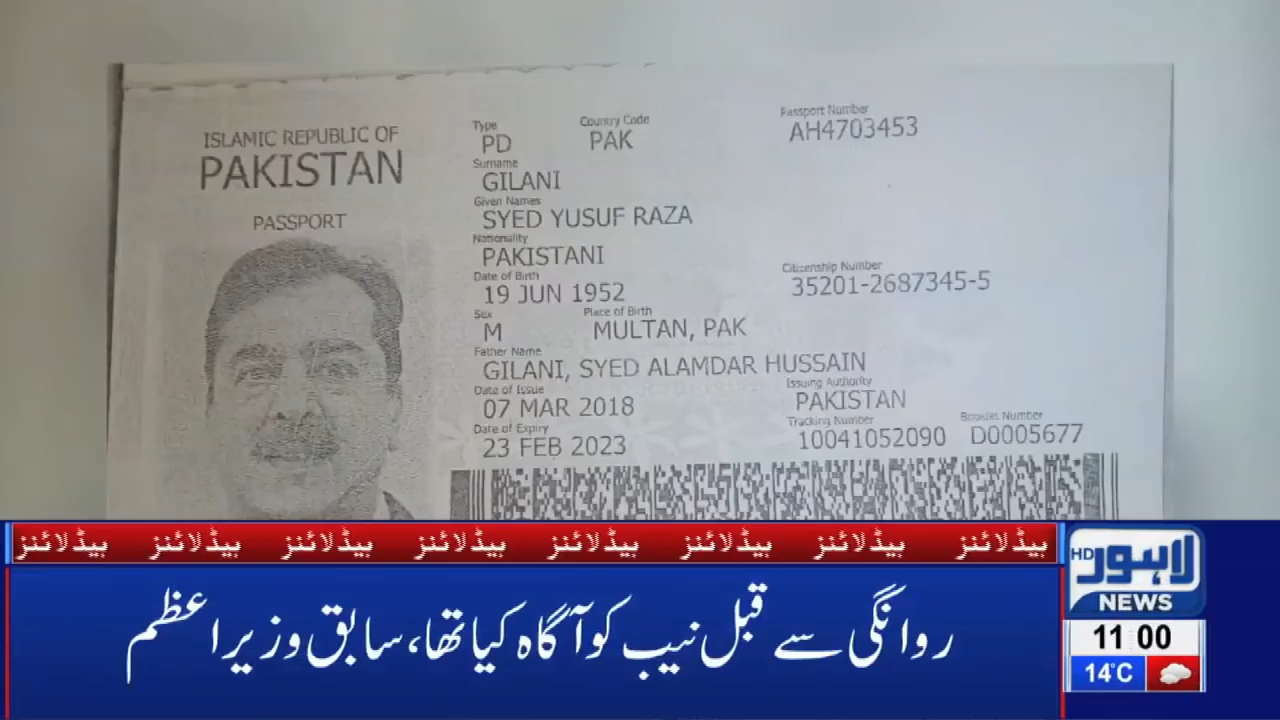 ISLAMIC REPUBLIC OF
PAKISTAN
PASSPORT
Type
PD
Country Code
PAK
Passport Number
AH4703453
Surname
GILANI
Given Names
SYED YUSUF RAZA
Nationality
PAKISTANI
Date of Birth
19 JUN 1952
Citizenship Number
35201-2687345-5
Sex
M
Place of Birth
MULTAN, PAK
Father Name
GILANI, SYED ALAMDAR HUSSAIN
Date of Issue
07 MAR 2018
Issuing Authority
PAKISTAN
Date of Expiry
23 FEB 2023
Tracking Number
10041052090
Booklet Number
D0005677
ہیڈلائنز ہیڈلائنز ہیڈلائنز ہیڈلائنز ہیڈلائنز ہیڈلائنز ہیڈلائنز ہیڈلائنز
روانگی سے قبل نیب کو آگاہ کیا تھا، سابق وزیراعظم
لاہور HD
NEWS
11 00
14°C